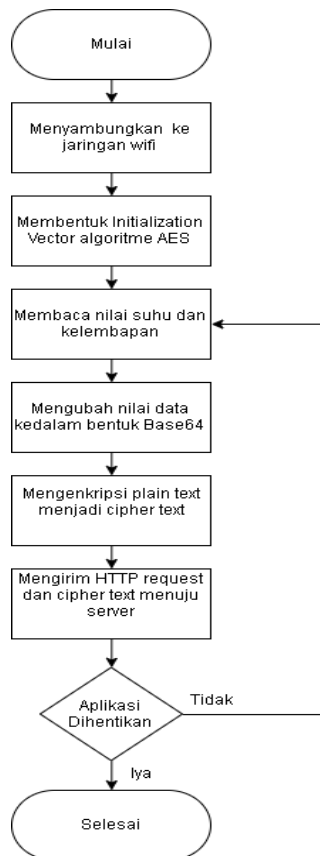 Mulai
Menyambungkan ke
jaringan wifi
Membentuk Initialization
Vector algoritme AES
Membaca nilai suhu dan
kelembapan
Mengubah nilai data
kedalam bentuk Base64
Mengenkripsi plain text
menjadi cipher text
Mengirim HTTP request
dan cipher text menuju
server
Aplikasi
Dihentikan
Tidak
Iya
Selesai